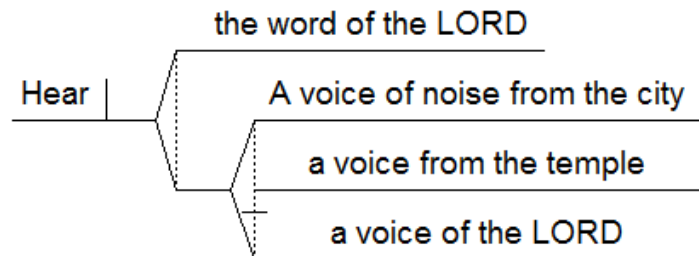 the word of the LORD
Hear
A voice of noise from the city
a voice from the temple
a voice of the LORD